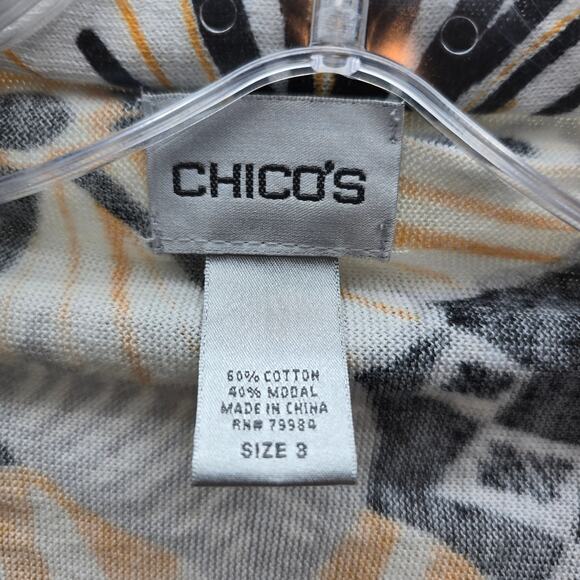 CHICO'S
60% COTTON
40% MODAL
MADE IN CHINA
RN# 79984
SIZE 3